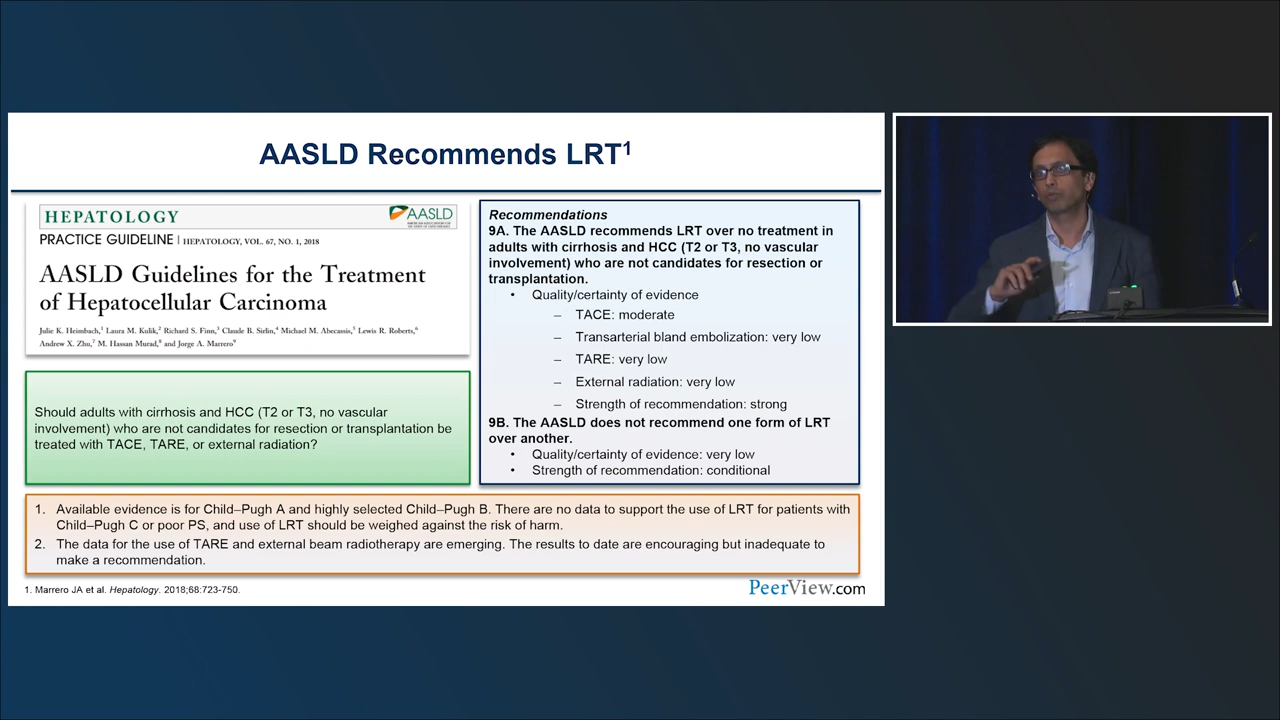 AASLD Recommends LRT1
HEPATOLOGY
AASLD
PRACTICE GUIDELINE | HEPATOLOGY, VOL. 67, NO. 1, 2018
AASLD Guidelines for the Treatment
of Hepatocellular Carcinoma
Julie K. Heimbach,1 Laura M. Kulik,2 Richard S. Finn,3 Claude B. Sirlin,4 Michael M. Abecassis,5 Lewis R. Roberts,6
Andrew X. Zhu,7 M. Hassan Murad,8 and Jorge A. Marrero9
Should adults with cirrhosis and HCC (T2 or T3, no vascular
involvement) who are not candidates for resection or transplantation be
treated with TACE, TARE, or external radiation?
Recommendations
9A. The AASLD recommends LRT over no treatment in
adults with cirrhosis and HCC (T2 or T3, no vascular
involvement) who are not candidates for resection or
transplantation.
• Quality/certainty of evidence
– TACE: moderate
– Transarterial bland embolization: very low
– TARE: very low
– External radiation: very low
– Strength of recommendation: strong
9B. The AASLD does not recommend one form of LRT
over another.
• Quality/certainty of evidence: very low
• Strength of recommendation: conditional
1. Available evidence is for Child–Pugh A and highly selected Child–Pugh B. There are no data to support the use of LRT for patients with
Child–Pugh C or poor PS, and use of LRT should be weighed against the risk of harm.
2. The data for the use of TARE and external beam radiotherapy are emerging. The results to date are encouraging but inadequate to
make a recommendation.
1. Marrero JA et al. Hepatology. 2018;68:723-750.
PeerView.com